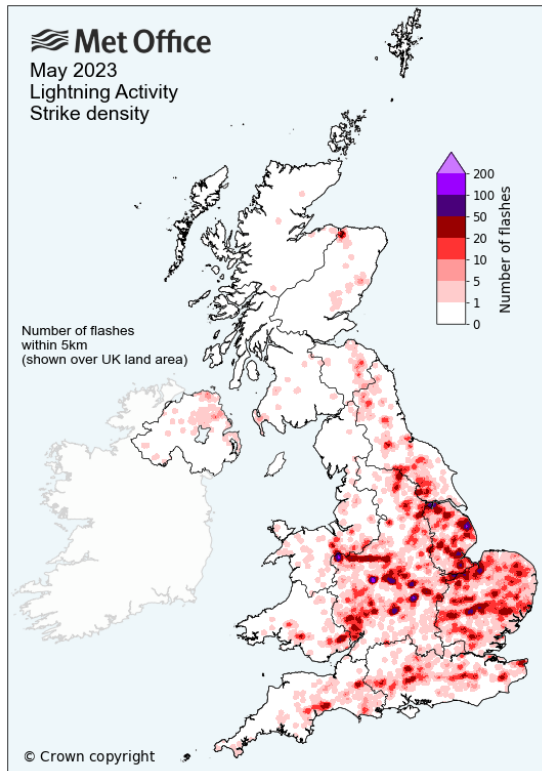 Met Office
May 2023
Lightning Activity
Strike density
200
100
50
20
10
5
1
0
Number of flashes
Number of flashes
within 5km
(shown over UK land area)
© Crown copyright